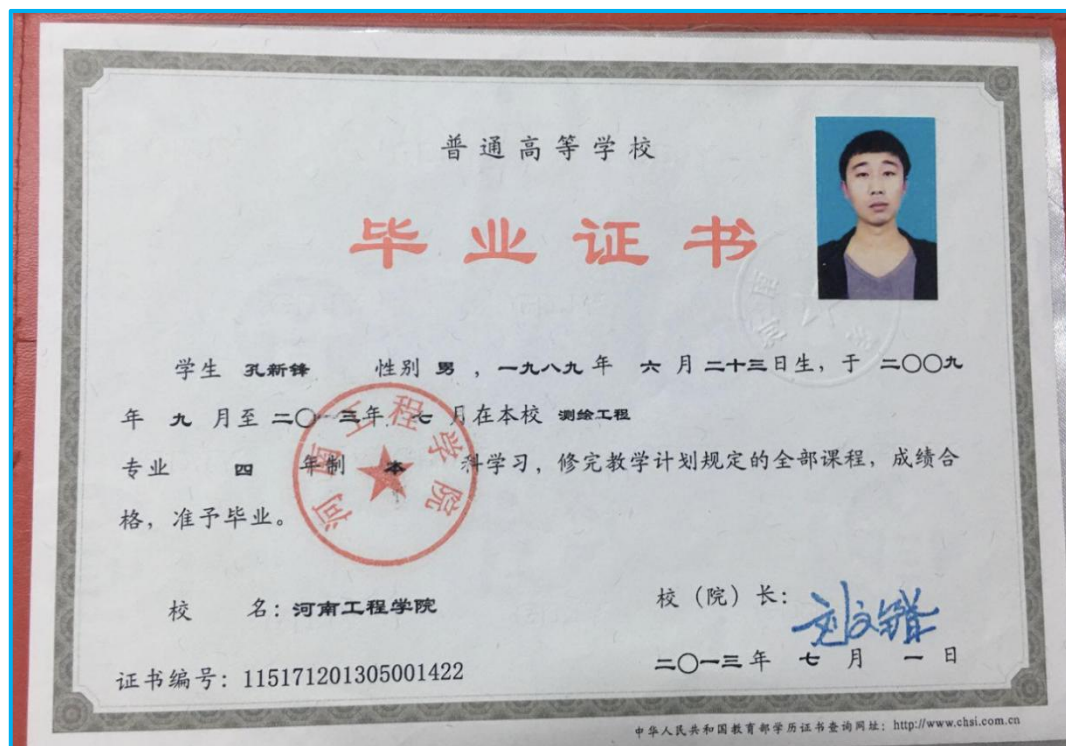 普通高等学校
毕业证书
学生 孔新锋 性别 男 ，一九八九年 六 月二十三日生，于 二〇〇九
年 九 月至 二〇一三年 七 月在本校 测绘工程
专业 四 年制 本 科学习，修完教学计划规定的全部课程，成绩合
格，准予毕业。
河南工程学院
校 名：河南工程学院
校（院）长：
证书编号：115171201305001422
二〇一三年 七 月 一 日
中华人民共和国教育部学历证书查询网址：http://www.chsi.com.cn